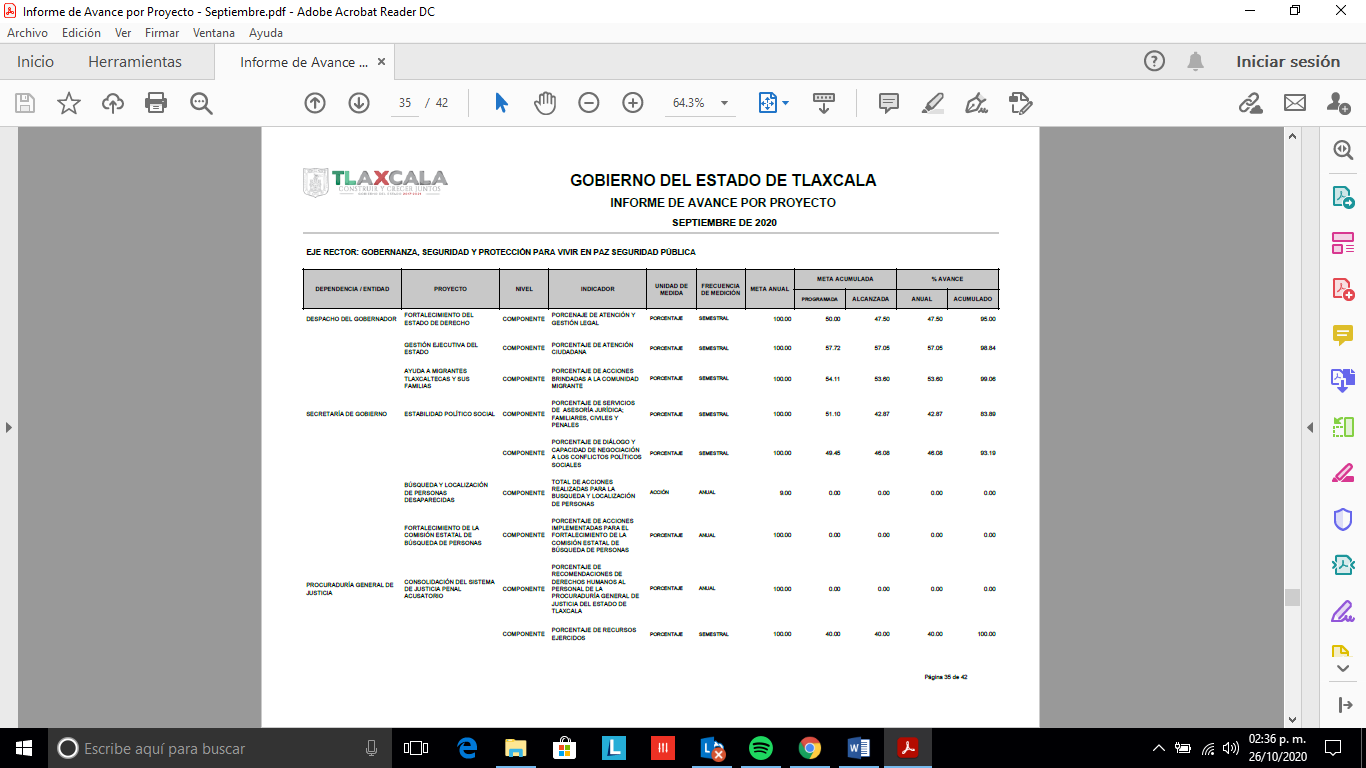 Informe de Avance por Proyecto - Septiembre.pdf - Adobe Acrobat Reader DC
Archivo Edición Ver Firmar Ventana Ayuda
Inicio Herramientas Informe de Avance ... × Iniciar sesión
35 / 42 64.3%
TLAXCALA
CONSTRUIR Y CRECER JUNTOS
GOBIERNO DEL ESTADO DE TLAXCALA
INFORME DE AVANCE POR PROYECTO
SEPTIEMBRE DE 2020
EJE RECTOR: GOBERNANZA, SEGURIDAD Y PROTECCIÓN PARA VIVIR EN PAZ SEGURIDAD PÚBLICA
DEPENDENCIA / ENTIDAD PROYECTO NIVEL INDICADOR UNIDAD DE MEDIDA FRECUENCIA DE MEDICIÓN META ANUAL META ACUMULADA % AVANCE
PROGRAMADA ALCANZADA ANUAL ACUMULADO
DESPACHO DEL GOBERNADOR FORTALECIMIENTO DEL ESTADO DE DERECHO COMPONENTE PORCENAJE DE ATENCIÓN Y GESTIÓN LEGAL PORCENTAJE SEMESTRAL 100.00 50.00 47.50 47.50 95.00
GESTIÓN EJECUTIVA DEL ESTADO COMPONENTE PORCENTAJE DE ATENCIÓN CIUDADANA PORCENTAJE SEMESTRAL 100.00 57.72 57.05 57.05 98.84
AYUDA A MIGRANTES TLAXCALTECAS Y SUS FAMILIAS COMPONENTE PORCENTAJE DE ACCIONES BRINDADAS A LA COMUNIDAD MIGRANTE PORCENTAJE SEMESTRAL 100.00 54.11 53.60 53.60 99.06
SECRETARÍA DE GOBIERNO ESTABILIDAD POLÍTICO SOCIAL COMPONENTE PORCENTAJE DE SERVICIOS DE ASESORÍA JURÍDICA; FAMILIARES, CIVILES Y PENALES PORCENTAJE SEMESTRAL 100.00 51.10 42.87 42.87 83.89
COMPONENTE PORCENTAJE DE DIÁLOGO Y CAPACIDAD DE NEGOCIACIÓN A LOS CONFLICTOS POLÍTICOS SOCIALES PORCENTAJE SEMESTRAL 100.00 49.45 46.08 46.08 93.19
BÚSQUEDA Y LOCALIZACIÓN DE PERSONAS DESAPARECIDAS COMPONENTE TOTAL DE ACCIONES REALIZADAS PARA LA BUSQUEDA Y LOCALIZACIÓN DE PERSONAS ACCIÓN ANUAL 9.00 0.00 0.00 0.00 0.00
FORTALECIMIENTO DE LA COMISIÓN ESTATAL DE BÚSQUEDA DE PERSONAS COMPONENTE PORCENTAJE DE ACCIONES IMPLEMENTADAS PARA EL FORTALECIMIENTO DE LA COMISIÓN ESTATAL DE BÚSQUEDA DE PERSONAS PORCENTAJE ANUAL 100.00 0.00 0.00 0.00 0.00
PROCURADURÍA GENERAL DE JUSTICIA CONSOLIDACIÓN DEL SISTEMA DE JUSTICIA PENAL ACUSATORIO COMPONENTE PORCENTAJE DE RECOMENDACIONES DE DERECHOS HUMANOS AL PERSONAL DE LA PROCURADURÍA GENERAL DE JUSTICIA DEL ESTADO DE TLAXCALA PORCENTAJE ANUAL 100.00 0.00 0.00 0.00 0.00
COMPONENTE PORCENTAJE DE RECURSOS EJERCIDOS PORCENTAJE SEMESTRAL 100.00 40.00 40.00 40.00 100.00
Página 35 de 42
Escribe aquí para buscar
02:36 p. m.
26/10/2020